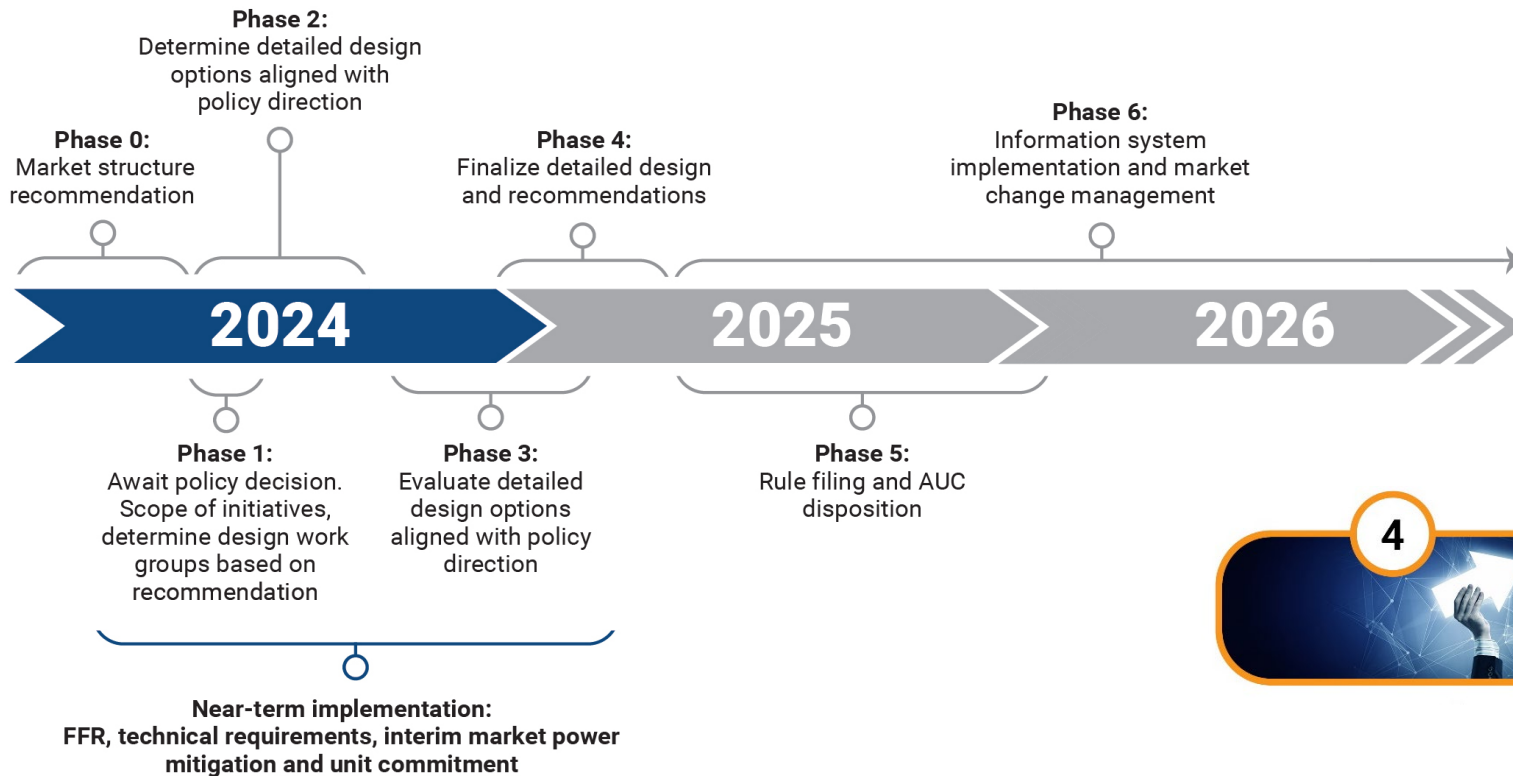 Phase 2:
Determine detailed design
options aligned with
policy direction
Phase 0:
Market structure
recommendation
Phase 4:
Finalize detailed design
and recommendations
Phase 6:
Information system
implementation and market
change management
2024
2025
2026
Phase 1:
Await policy decision.
Scope of initiatives,
determine design work
groups based on
recommendation
Phase 3:
Evaluate detailed
design options
aligned with policy
direction
Phase 5:
Rule filing and AUC
disposition
4
Near-term implementation:
FFR, technical requirements, interim market power
mitigation and unit commitment